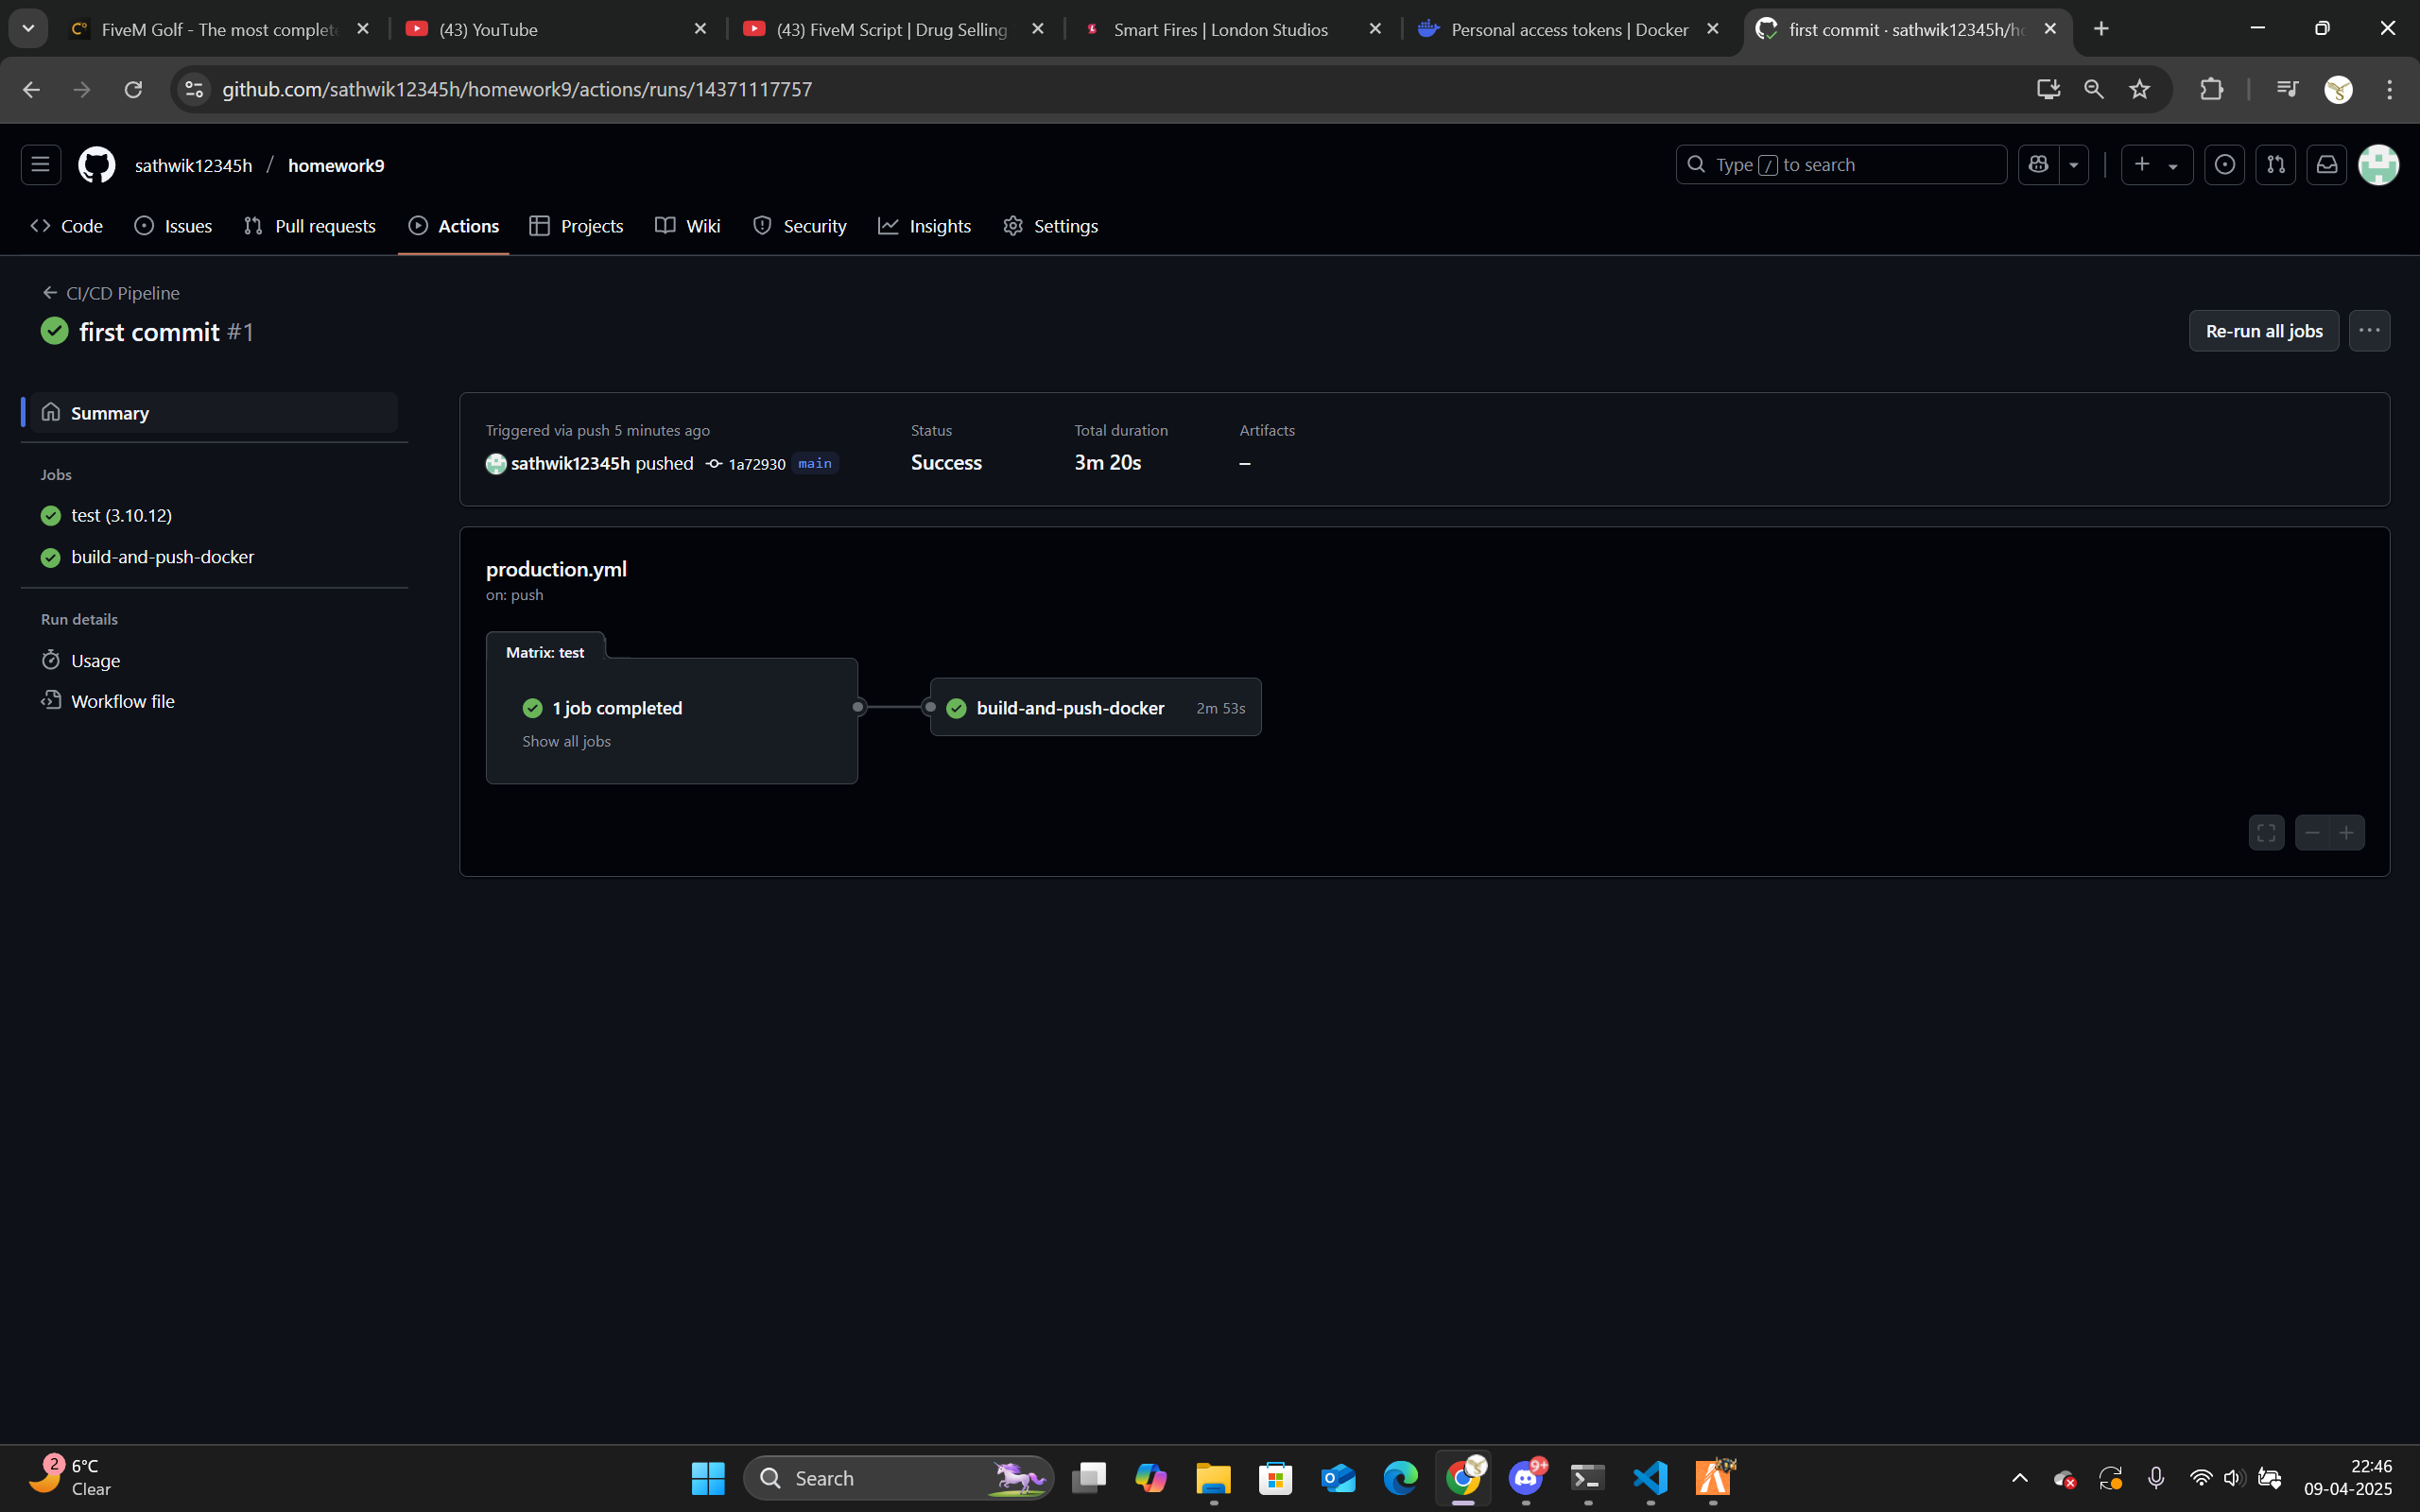 FiveM Golf - The most complet
(43) YouTube
(43) FiveM Script | Drug Selling
Smart Fires | London Studios
Personal access tokens | Docker
first commit · sathwik12345h/ho
github.com/sathwik12345h/homework9/actions/runs/14371117757
sathwik12345h / homework9
Type / to search
Code
Issues
Pull requests
Actions
Projects
Wiki
Security
Insights
Settings
CI/CD Pipeline
first commit #1
Re-run all jobs
Summary
Jobs
test (3.10.12)
build-and-push-docker
Run details
Usage
Workflow file
Triggered via push 5 minutes ago
sathwik12345h pushed 1a72930 main
Status
Success
Total duration
3m 20s
Artifacts
–
production.yml
on: push
Matrix: test
1 job completed
Show all jobs
build-and-push-docker 2m 53s
2
6°C
Clear
Search
9+
22:46
09-04-2025